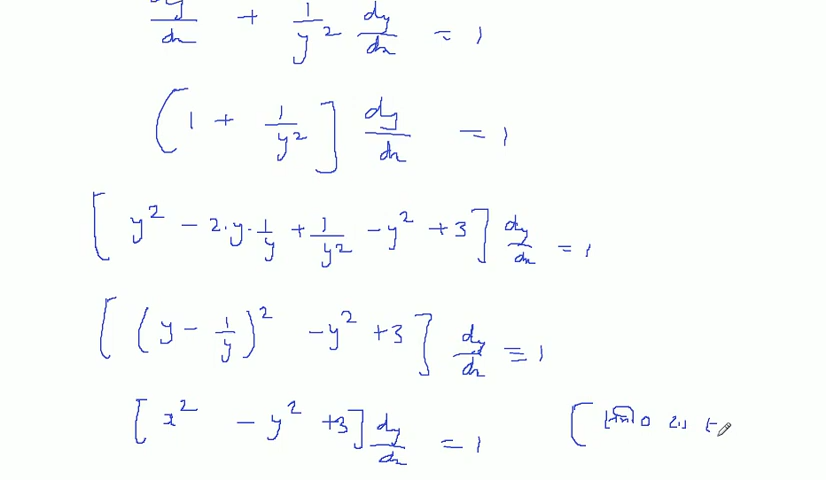 dy/dx + 1/y² dy/dx = 1
(1 + 1/y²] dy/dx = 1
[y² - 2·y·1/y + 1/y² - y² + 3] dy/dx = 1
[(y - 1/y)² - y² + 3] dy/dx = 1
[x² - y² + 3] dy/dx = 1 [